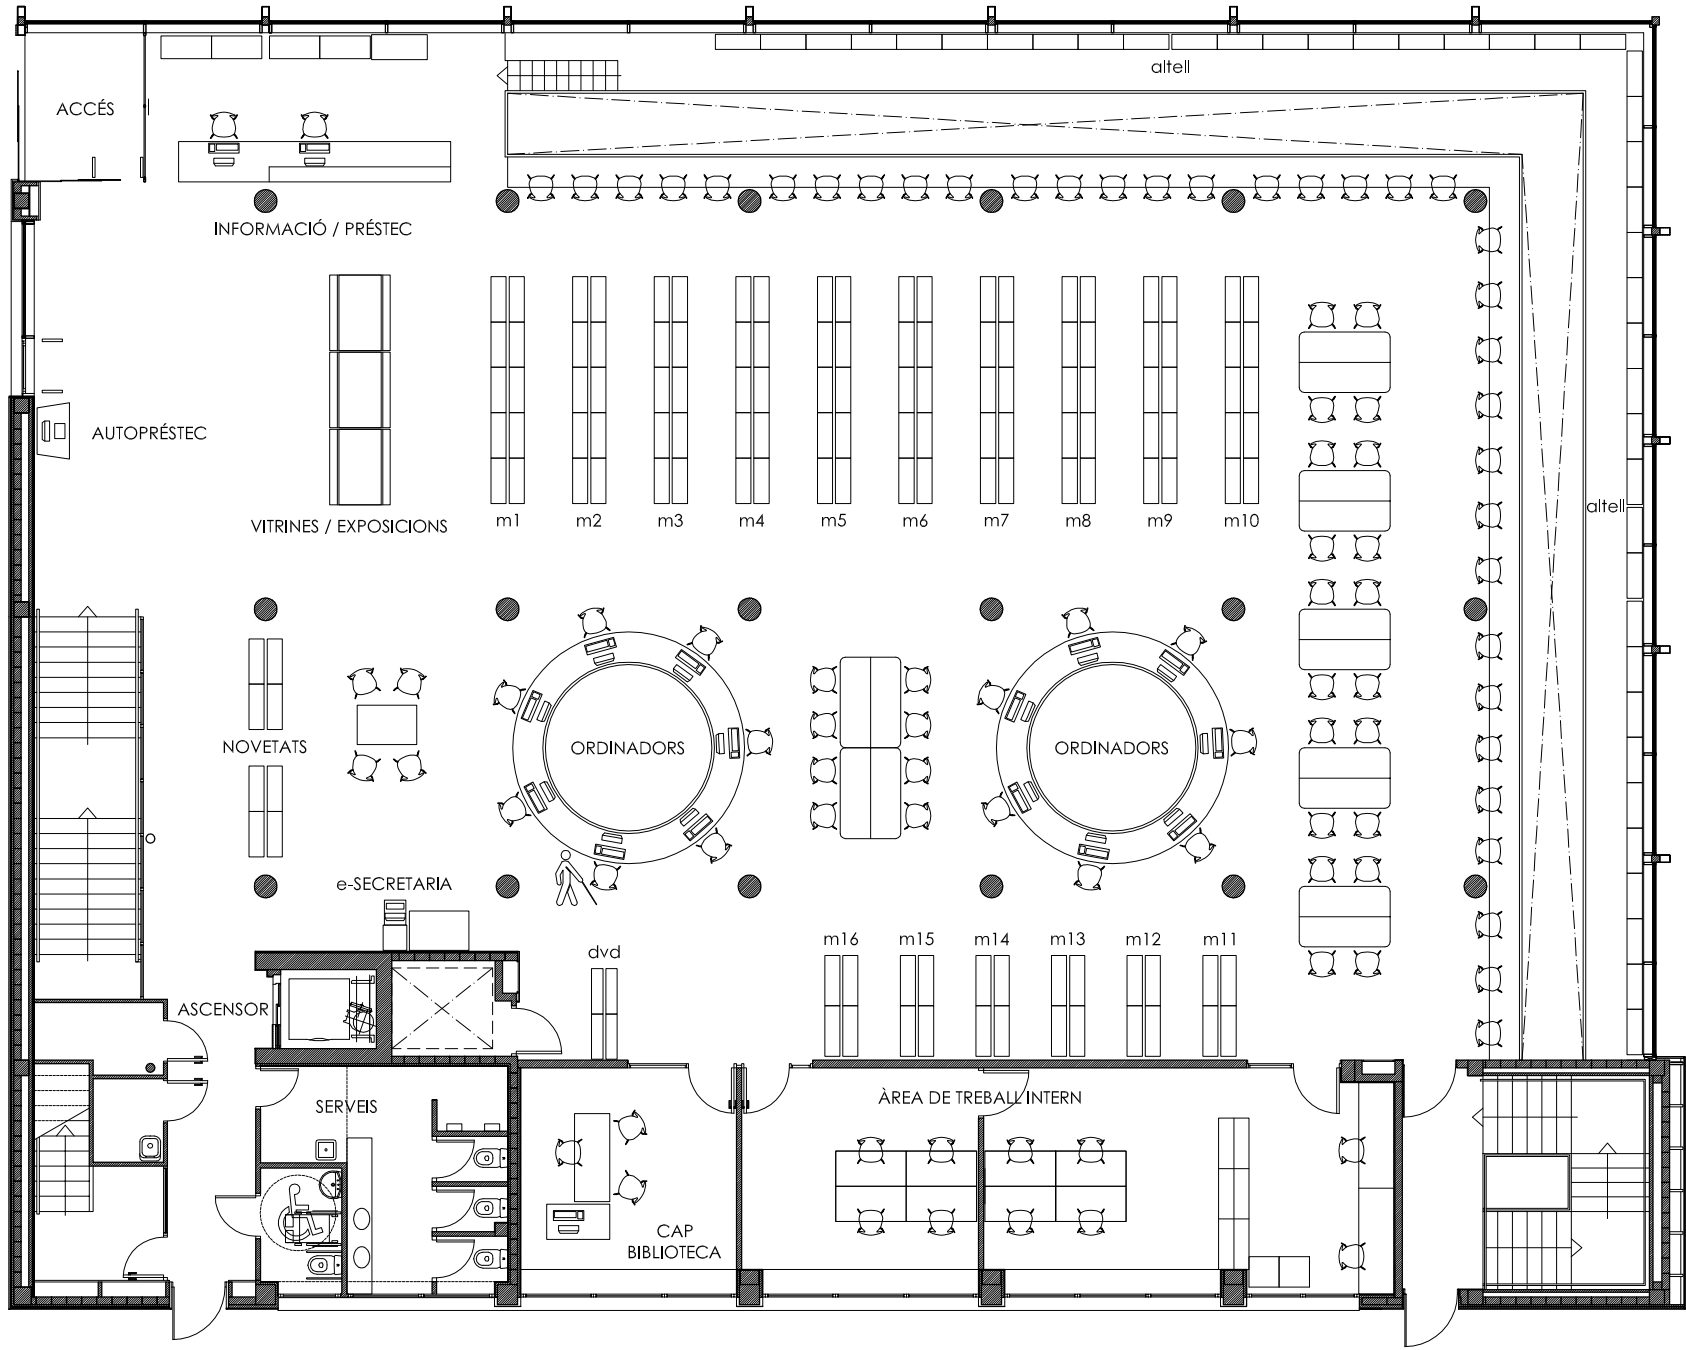 altell
ACCÉS
INFORMACIÓ / PRÉSTEC
AUTOPRÉSTEC
altell
VITRINES / EXPOSICIONS
m1 m2 m3 m4 m5 m6 m7 m8 m9 m10
NOVETATS
ORDINADORS
ORDINADORS
e-SECRETARIA
dvd
m16 m15 m14 m13 m12 m11
ASCENSOR
SERVEIS
ÀREA DE TREBALL INTERN
CAP
BIBLIOTECA